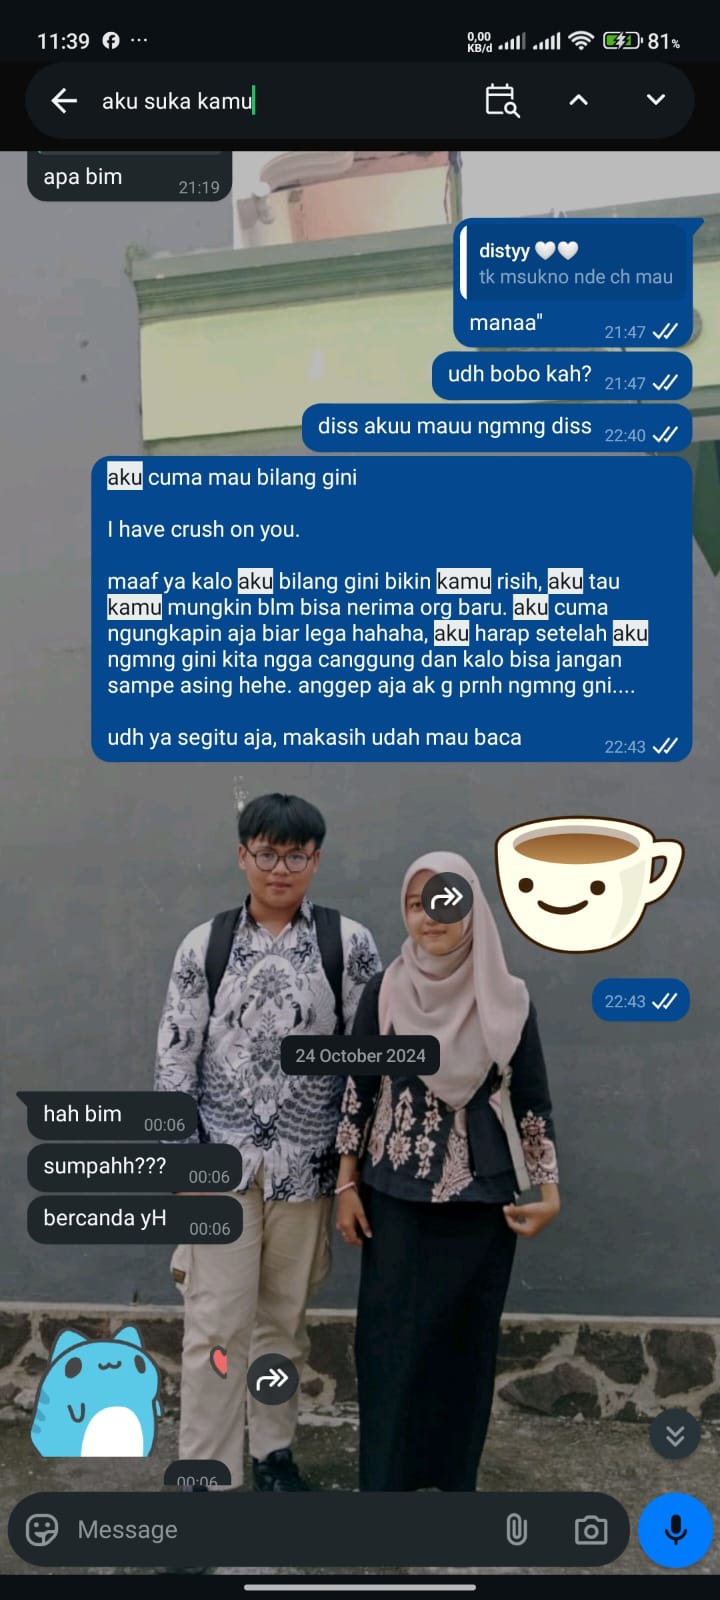 11:39
0,00
KB/d
81%
aku suka kamu
apa bim
21:19
distyy 🤍🤍
tk msukno nde ch mau
manaa"
21:47
udh bobo kah?
21:47
diss akuu mauu ngmng diss
22:40
aku cuma mau bilang gini
I have crush on you.
maaf ya kalo aku bilang gini bikin kamu risih, aku tau
kamu mungkin blm bisa nerima org baru. aku cuma
ngungkapin aja biar lega hahaha, aku harap setelah aku
ngmng gini kita ngga canggung dan kalo bisa jangan
sampe asing hehe. anggep aja ak g prnh ngmng gni....
udh ya segitu aja, makasih udah mau baca
22:43
22:43
24 October 2024
hah bim
00:06
sumpahh???
00:06
bercanda yH
00:06
00:06
Message